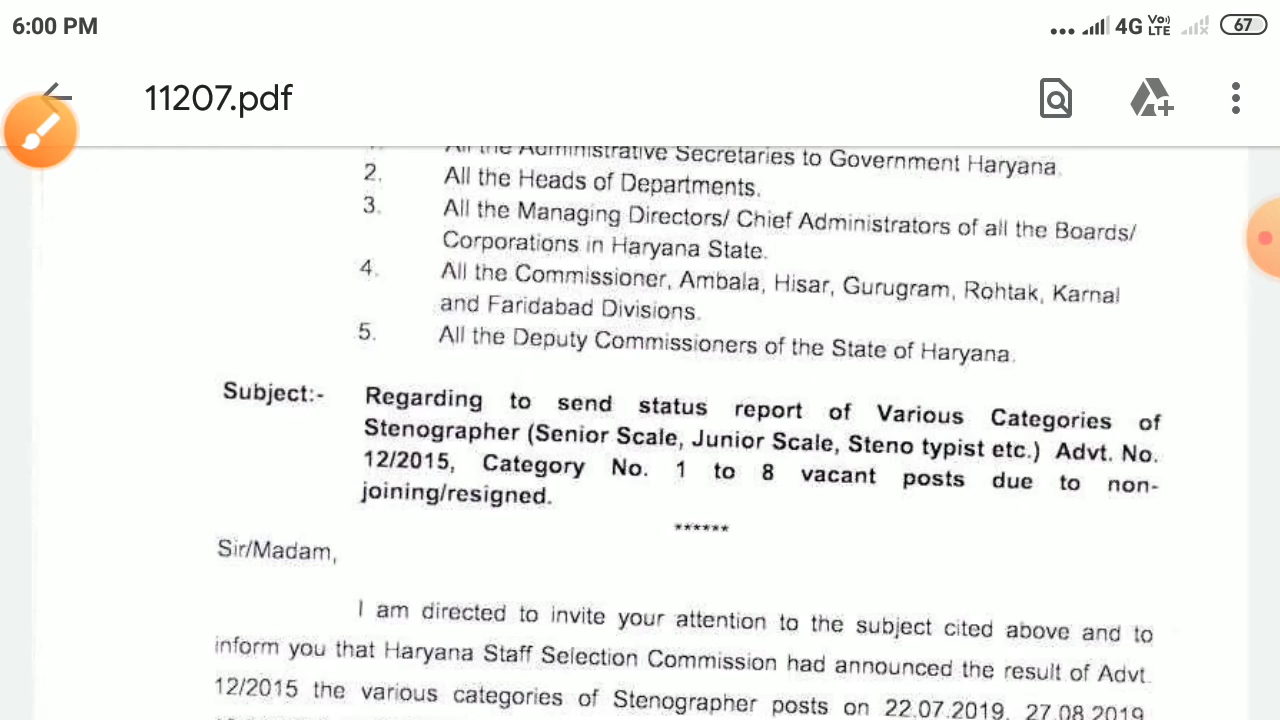 6:00 PM
4G Vo) LTE 67
11207.pdf
1. All the Administrative Secretaries to Government Haryana.
2. All the Heads of Departments.
3. All the Managing Directors/ Chief Administrators of all the Boards/
Corporations in Haryana State.
4. All the Commissioner, Ambala, Hisar, Gurugram, Rohtak, Karnal
and Faridabad Divisions.
5. All the Deputy Commissioners of the State of Haryana.
Subject:- Regarding to send status report of Various Categories of
Stenographer (Senior Scale, Junior Scale, Steno typist etc.) Advt. No.
12/2015, Category No. 1 to 8 vacant posts due to non-
joining/resigned.
******
Sir/Madam,
I am directed to invite your attention to the subject cited above and to
inform you that Haryana Staff Selection Commission had announced the result of Advt.
12/2015 the various categories of Stenographer posts on 22.07.2019, 27.08.2019,